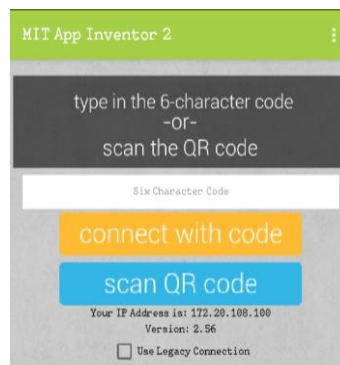 MIT App Inventor 2
type in the 6-character code
-or-
scan the QR code
Six Character Code
connect with code
scan QR code
Your IP Address is: 172.20.108.100
Version: 2.56
Use Legacy Connection